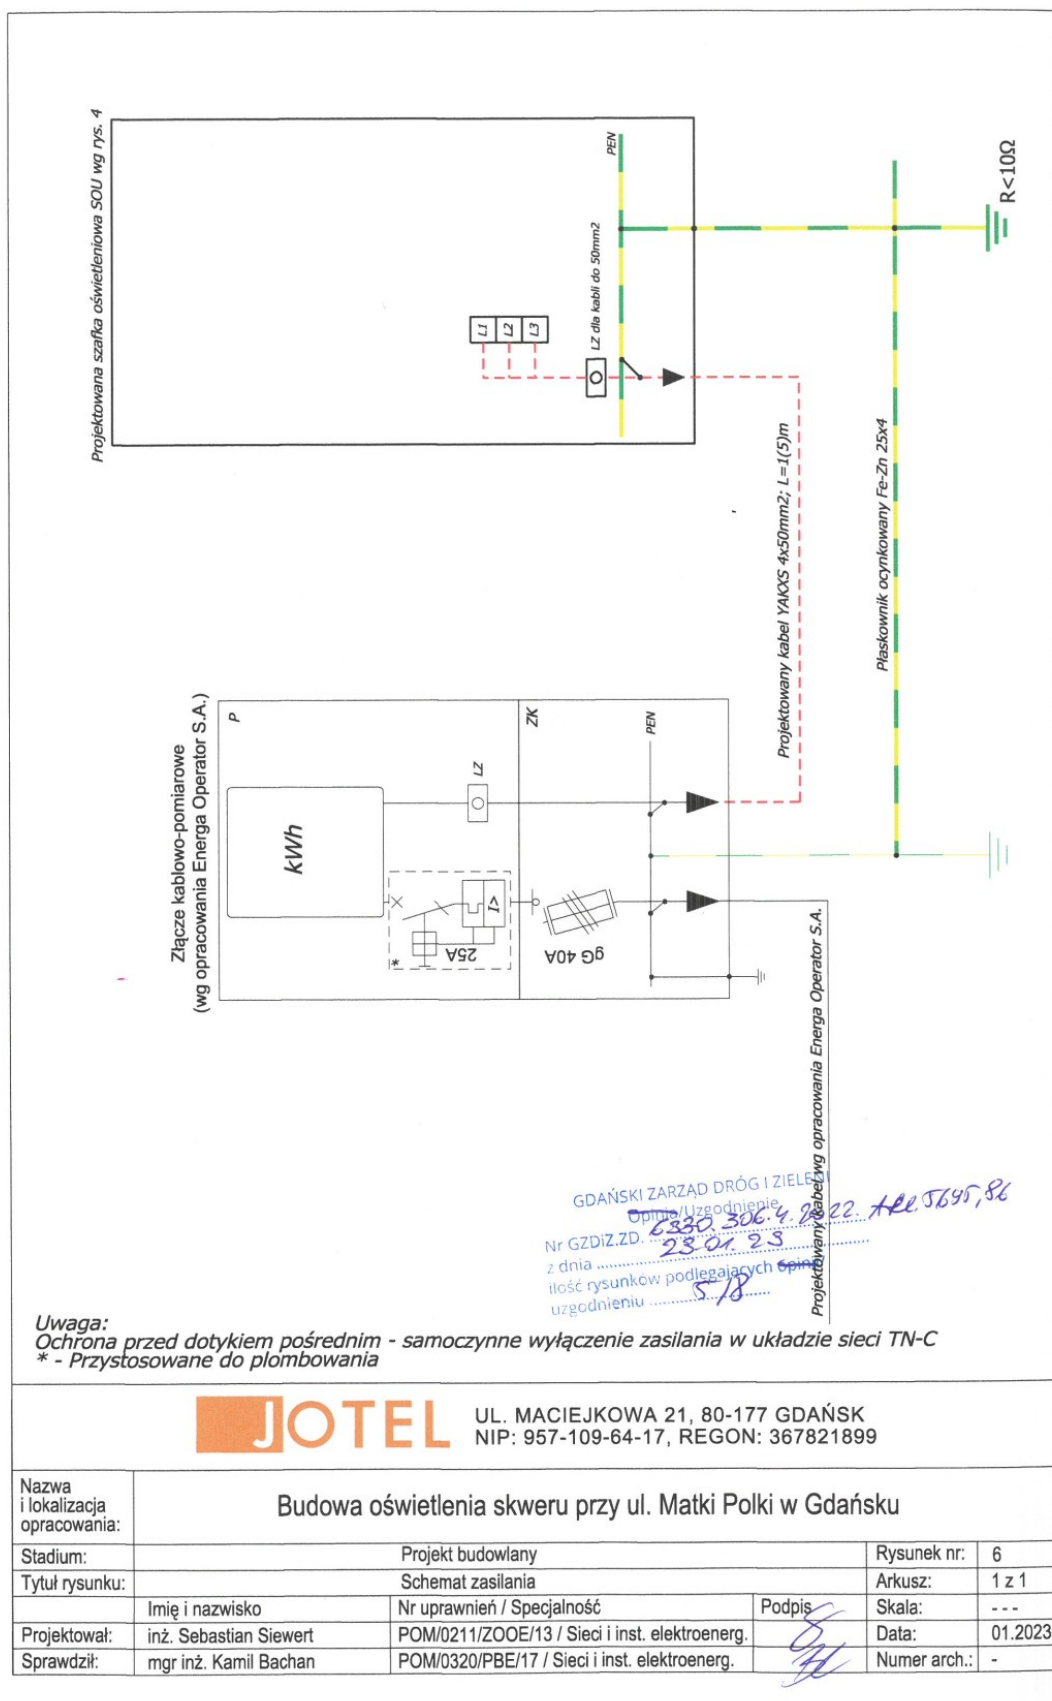 Projektowana szafka oświetleniowa SOU wg rys. 4
PEN
LZ dla kabli do 50mm2
L1
L2
L3
R<10Ω
Projektowany kabel YAKXS 4x50mm2; L=1(5)m
Płaskownik ocynkowany Fe-Zn 25x4
Złącze kablowo-pomiarowe
(wg opracowania Energa Operator S.A.)
P
ZK
PEN
LZ
kWh
I>
25A
*
gG 40A
Projektowany kabel wg opracowania Energa Operator S.A.
GDAŃSKI ZARZĄD DRÓG I ZIELENI
Opinia/Uzgodnienie
Nr GZDiZ.ZD. 6330.306.4.2022.
z dnia 23.01.23
ilość rysunków podlegających opinii
uzgodnieniu 5/8
Uwaga:
Ochrona przed dotykiem pośrednim - samoczynne wyłączenie zasilania w układzie sieci TN-C
* - Przystosowane do plombowania
JOTEL
UL. MACIEJKOWA 21, 80-177 GDAŃSK
NIP: 957-109-64-17, REGON: 367821899
Nazwa
i lokalizacja
opracowania:
Budowa oświetlenia skweru przy ul. Matki Polki w Gdańsku
Stadium: Projekt budowlany Rysunek nr: 6
Tytuł rysunku: Schemat zasilania Arkusz: 1 z 1
Imię i nazwisko Nr uprawnień / Specjalność Podpis Skala: ---
Projektował: inż. Sebastian Siewert POM/0211/ZOOE/13 / Sieci i inst. elektroenerg. Data: 01.2023
Sprawdził: mgr inż. Kamil Bachan POM/0320/PBE/17 / Sieci i inst. elektroenerg. Numer arch.: -